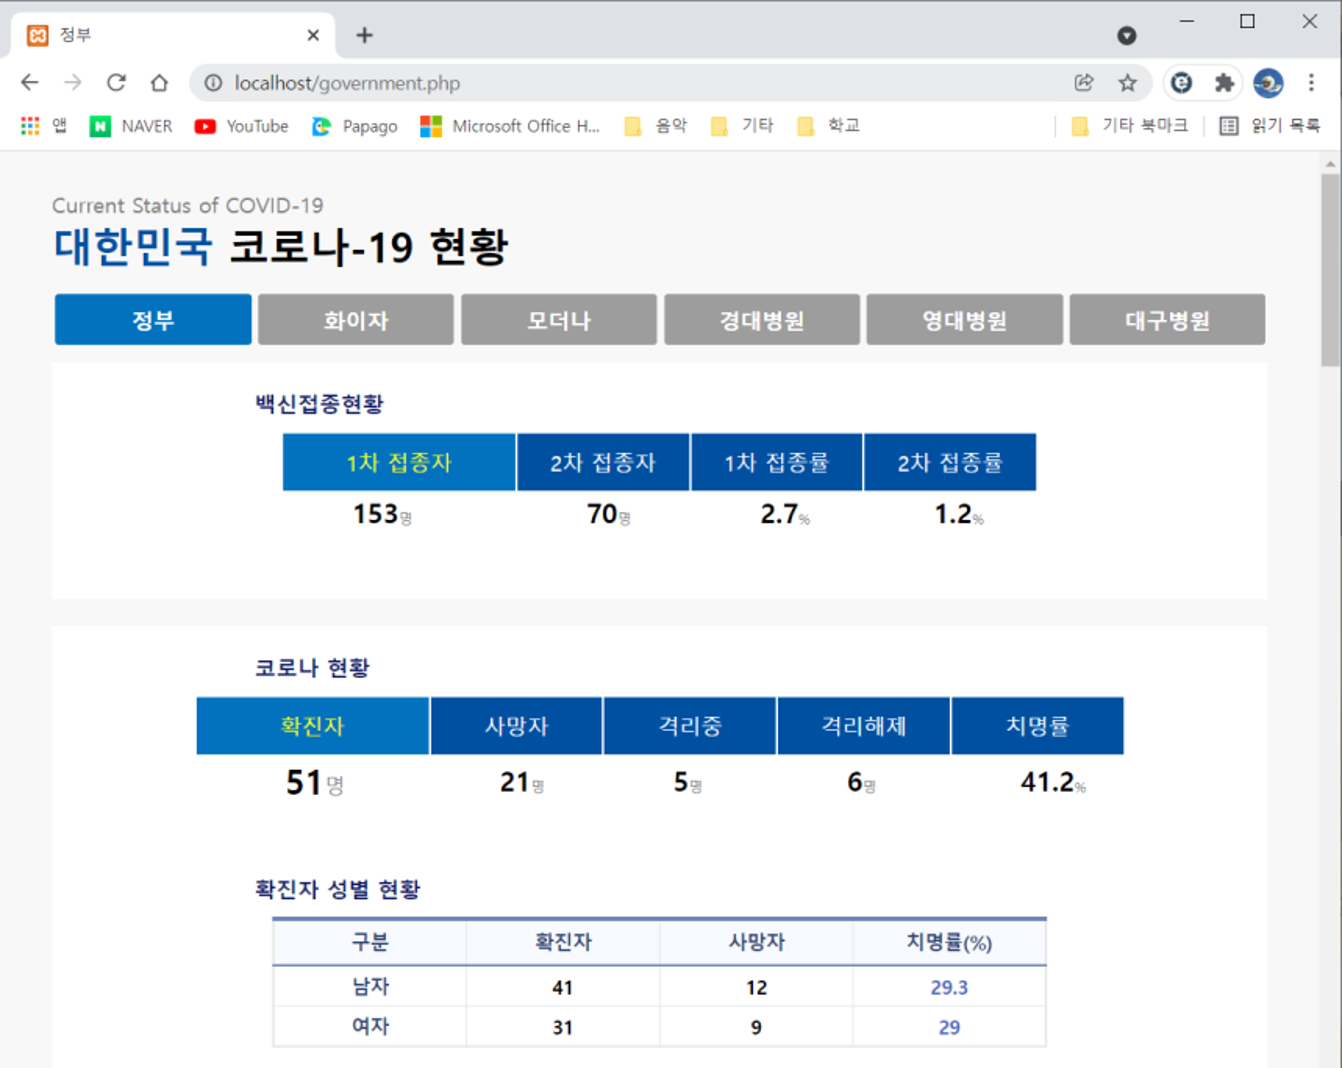 정부
localhost/government.php
앱 NAVER YouTube Papago Microsoft Office H... 음악 기타 학교 기타 북마크 읽기 목록
Current Status of COVID-19
대한민국 코로나-19 현황
정부 화이자 모더나 경대병원 영대병원 대구병원
백신접종현황
1차 접종자 2차 접종자 1차 접종률 2차 접종률
153명 70명 2.7% 1.2%
코로나 현황
확진자 사망자 격리중 격리해제 치명률
51명 21명 5명 6명 41.2%
확진자 성별 현황
구분 확진자 사망자 치명률(%)
남자 41 12 29.3
여자 31 9 29